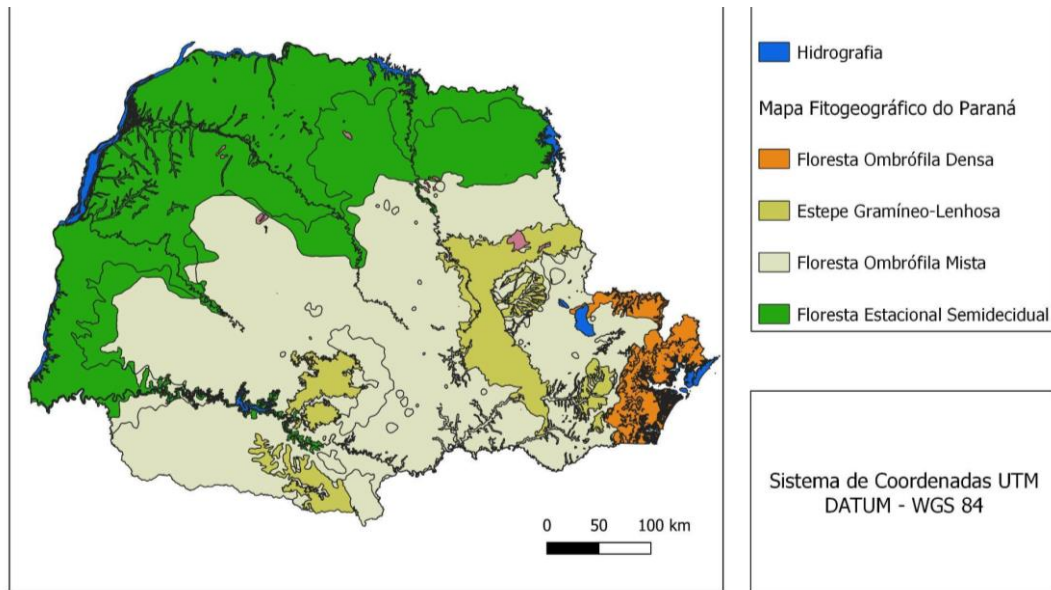 Hidrografia
Mapa Fitogeográfico do Paraná
Floresta Ombrófila Densa
Estepe Gramíneo-Lenhosa
Floresta Ombrófila Mista
Floresta Estacional Semidecidual
0 50 100 km
Sistema de Coordenadas UTM
DATUM - WGS 84